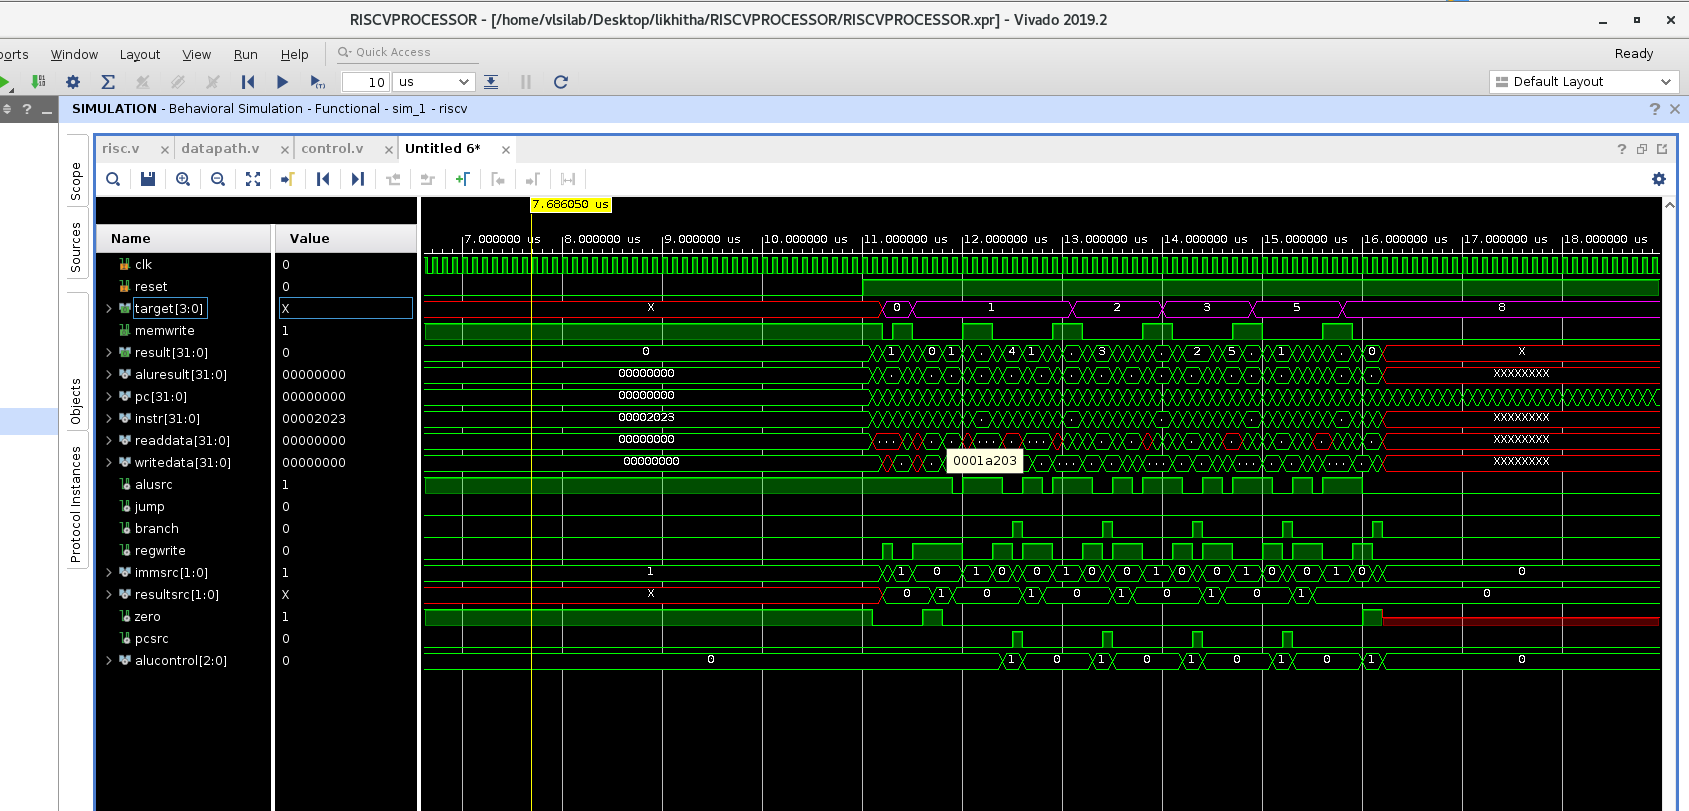 RISCVPROCESSOR - [/home/vlsilab/Desktop/likhitha/RISCVPROCESSOR/RISCVPROCESSOR.xpr] - Vivado 2019.2
orts Window Layout View Run Help Quick Access Ready
10 us Default Layout
SIMULATION - Behavioral Simulation - Functional - sim_1 - riscv
Scope
Sources
Objects
Protocol Instances
risc.v datapath.v control.v Untitled 6*
7.686050 us
7.000000 us 8.000000 us 9.000000 us 10.000000 us 11.000000 us 12.000000 us 13.000000 us 14.000000 us 15.000000 us 16.000000 us 17.000000 us 18.000000 us
Name Value
clk 0
reset 0
target[3:0] X X 0 1 2 3 5 8
memwrite 1
result[31:0] 0 0 1 0 1 . 4 1 . 3 . 2 5 . 1 . 0 X
aluresult[31:0] 00000000 00000000 XXXXXXXX
pc[31:0] 00000000 00000000
instr[31:0] 00002023 00002023 XXXXXXXX
readdata[31:0] 00000000 00000000 XXXXXXXX
writedata[31:0] 00000000 00000000 0001a203 XXXXXXXX
alusrc 1
jump 0
branch 0
regwrite 0
immsrc[1:0] 1 1 1 0 1 0 0 1 0 0 1 0 0 1 0 0 1 0 0
resultsrc[1:0] X X 0 1 0 1 0 1 0 1 0 1 0
zero 1
pcsrc 0
alucontrol[2:0] 0 0 1 0 1 0 1 0 1 0 1 0